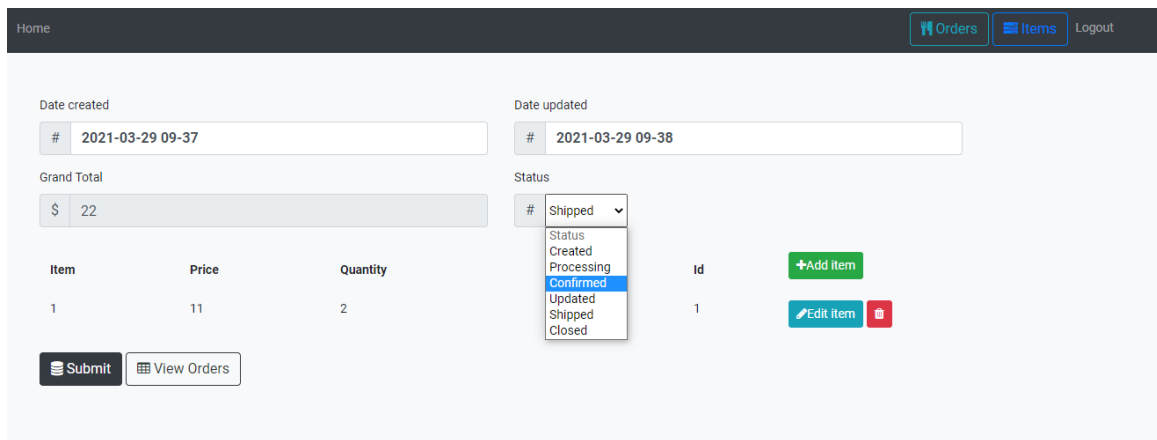 Home Orders Items Logout
Date created Date updated
# 2021-03-29 09-37 # 2021-03-29 09-38
Grand Total Status
$ 22 # Shipped
Status
Created
Processing
Confirmed
Updated
Shipped
Closed
Item Price Quantity Id +Add item
1 11 2 1 Edit item
Submit View Orders